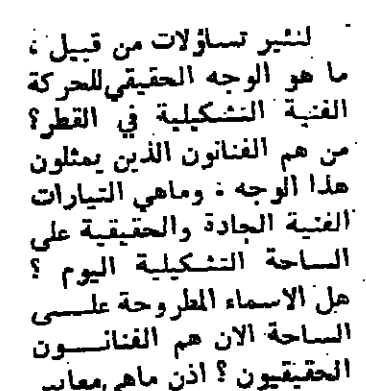 لنثير تساؤلات من قبيل ،
ما هو الوجه الحقيقي للحركة
الفنية التشكيلية في القطر؟
من هم الفنانون الذين يمثلون
هذا الوجه : وماهي التيارات
الفنية الجادة والحقيقية على
الساحة التشكيلية اليوم ؟
هل الاسماء المطروحة على
الساحة الان هم الفنانون
الحقيقيون ؟ اذن ماهي معايير